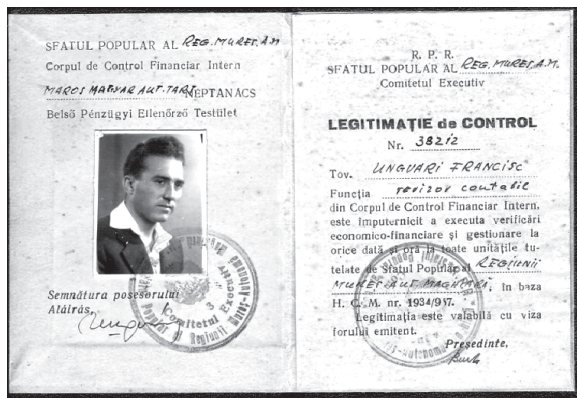 SFATUL POPULAR AL REG. MUREȘ A.M
Corpul de Control Financiar Intern
MAROS MAGYAR AUT. TART. NÉPTANÁCS
Belső Pénzügyi Ellenőrző Testület
Semnătura posesorului
Aláírás,
R. P. R.
SFATUL POPULAR AL REG. MUREȘ A.M.
Comitetul Executiv
LEGITIMAȚIE de CONTROL
Nr. 38212
Tov. UNGVARI FRANCISC
Funcția revizor contabil
din Corpul de Control Financiar Intern,
este împuternicit a executa verificări
economico-financiare și gestionare la
orice dată și oră la toate unitățile tu-
telate de Sfatul Popular al REGIUNII
MUREȘ AUT. MAGHIARĂ, în baza
H. C. M. nr. 1934/957.
Legitimația este valabilă cu viza
forului emitent.
Președinte,
Comitetul Executiv